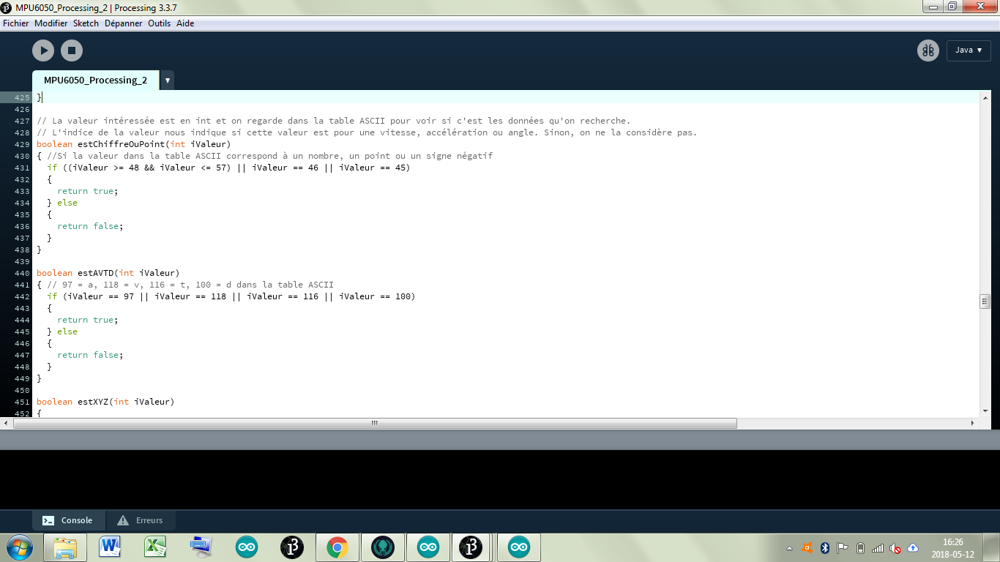 MPU6050_Processing_2 | Processing 3.3.7
Fichier Modifier Sketch Dépanner Outils Aide
Java ▾
MPU6050_Processing_2 ▾
425 }
426
427 // La valeur intéressée est en int et on regarde dans la table ASCII pour voir si c'est les données qu'on recherche.
428 // L'indice de la valeur nous indique si cette valeur est pour une vitesse, accélération ou angle. Sinon, on ne la considère pas.
429 boolean estChiffreOuPoint(int iValeur)
430 { //Si la valeur dans la table ASCII correspond à un nombre, un point ou un signe négatif
431   if ((iValeur >= 48 && iValeur <= 57) || iValeur == 46 || iValeur == 45)
432   {
433     return true;
434   } else
435   {
436     return false;
437   }
438 }
439
440 boolean estAVTD(int iValeur)
441 { // 97 = a, 118 = v, 116 = t, 100 = d dans la table ASCII
442   if (iValeur == 97 || iValeur == 118 || iValeur == 116 || iValeur == 100)
443   {
444     return true;
445   } else
446   {
447     return false;
448   }
449 }
450
451 boolean estXYZ(int iValeur)
452 {
Console Erreurs
16:26
2018-05-12